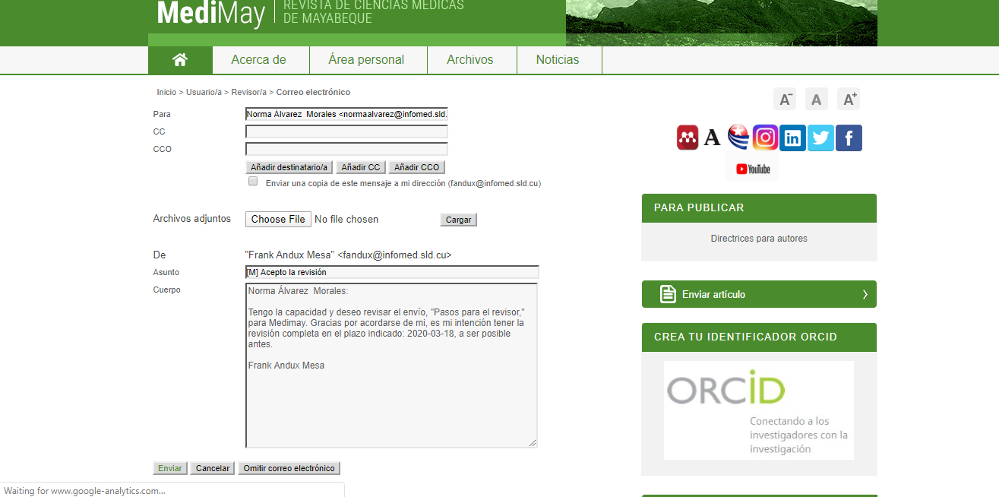 MediMay
REVISTA DE CIENCIAS MÉDICAS
DE MAYABEQUE
Acerca de
Área personal
Archivos
Noticias
Inicio > Usuario/a > Revisor/a > Correo electrónico
Para
Norma Álvarez  Morales <normaalvarez@infomed.sld.
CC
CCO
Añadir destinatario/a
Añadir CC
Añadir CCO
Enviar una copia de este mensaje a mi dirección (fandux@infomed.sld.cu)
Archivos adjuntos
Choose File No file chosen
Cargar
De
"Frank Andux Mesa" <fandux@infomed.sld.cu>
Asunto
[M] Acepto la revisión
Cuerpo
Norma Álvarez  Morales:
Tengo la capacidad y deseo revisar el envío, "Pasos para el revisor,"
para Medimay. Gracias por acordarse de mi, es mi intención tener la
revisión completa en el plazo indicado: 2020-03-18, a ser posible
antes.
Frank Andux Mesa
Enviar
Cancelar
Omitir correo electrónico
Waiting for www.google-analytics.com...
A-
A
A+
A
in
f
YouTube
PARA PUBLICAR
Directrices para autores
Enviar artículo
CREA TU IDENTIFICADOR ORCID
ORCID
Conectando a los
investigadores con la
investigación